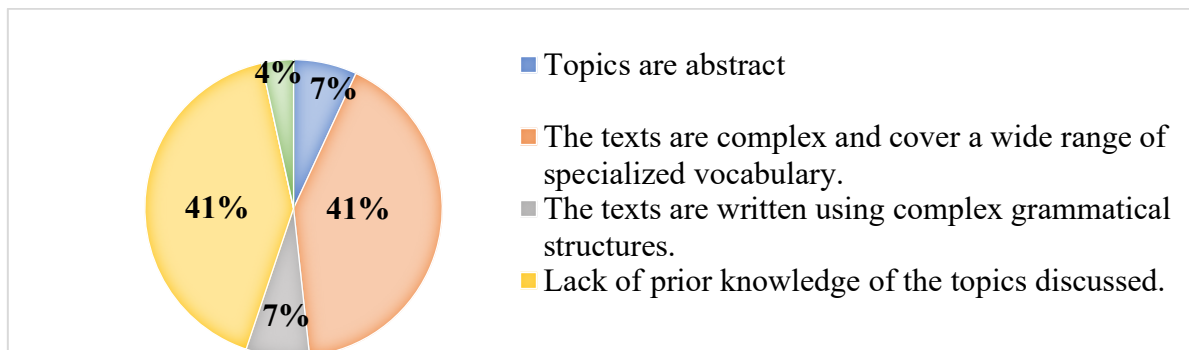 4%
7%
41%
41%
7%
Topics are abstract
The texts are complex and cover a wide range of
specialized vocabulary.
The texts are written using complex grammatical
structures.
Lack of prior knowledge of the topics discussed.